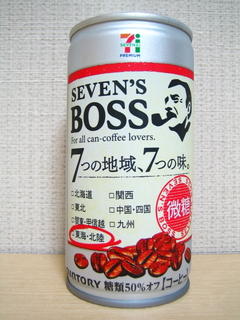 7
ELEVEN
PREMIUM
SEVEN'S
BOSS
For all can-coffee lovers.
7つの地域、7つの味。
□北海道 □関西
□東北 □中国・四国
□関東・甲信越 □九州
□東海・北陸
微糖
SUNTORY 糖類50%オフ【コーヒー